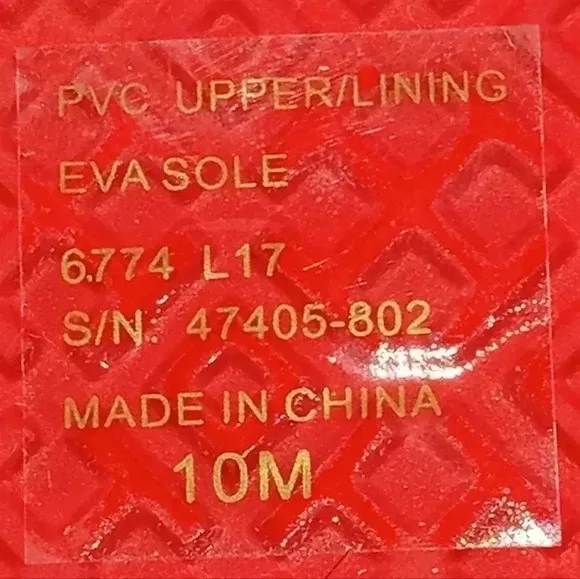 PVC UPPER/LINING
EVA SOLE
6.774 L17
S/N: 47405-802
MADE IN CHINA
10M